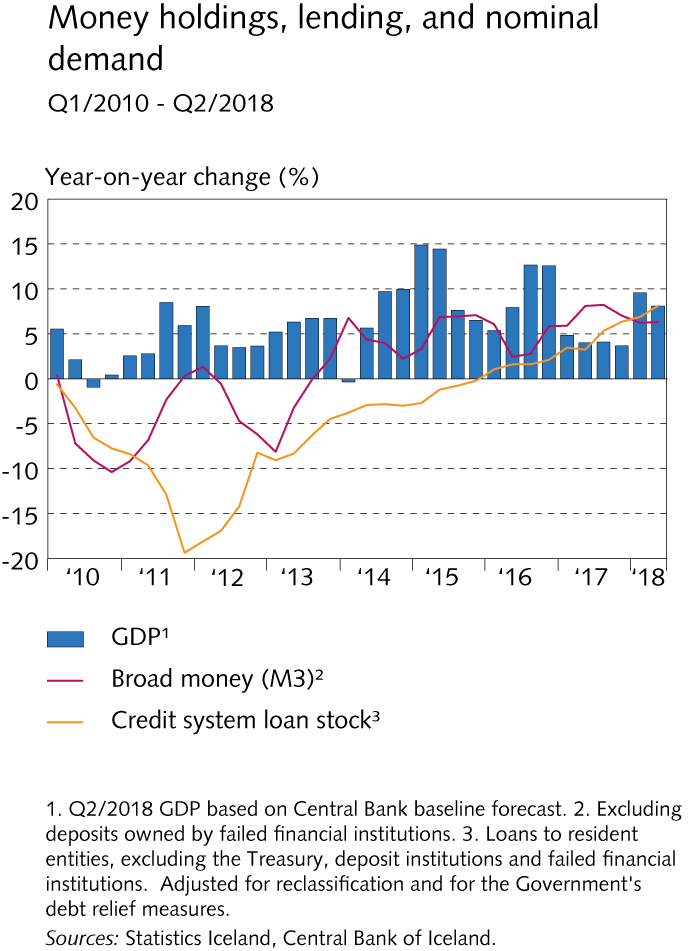 Money holdings, lending, and nominal
demand
Q1/2010 - Q2/2018
Year-on-year change (%)
20
15
10
5
0
-5
-10
-15
-20
‘10 ‘11 ‘12 ‘13 ‘14 ‘15 ‘16 ‘17 ‘18
GDP¹
Broad money (M3)²
Credit system loan stock³
1. Q2/2018 GDP based on Central Bank baseline forecast. 2. Excluding
deposits owned by failed financial institutions. 3. Loans to resident
entities, excluding the Treasury, deposit institutions and failed financial
institutions.  Adjusted for reclassification and for the Government's
debt relief measures.
Sources: Statistics Iceland, Central Bank of Iceland.